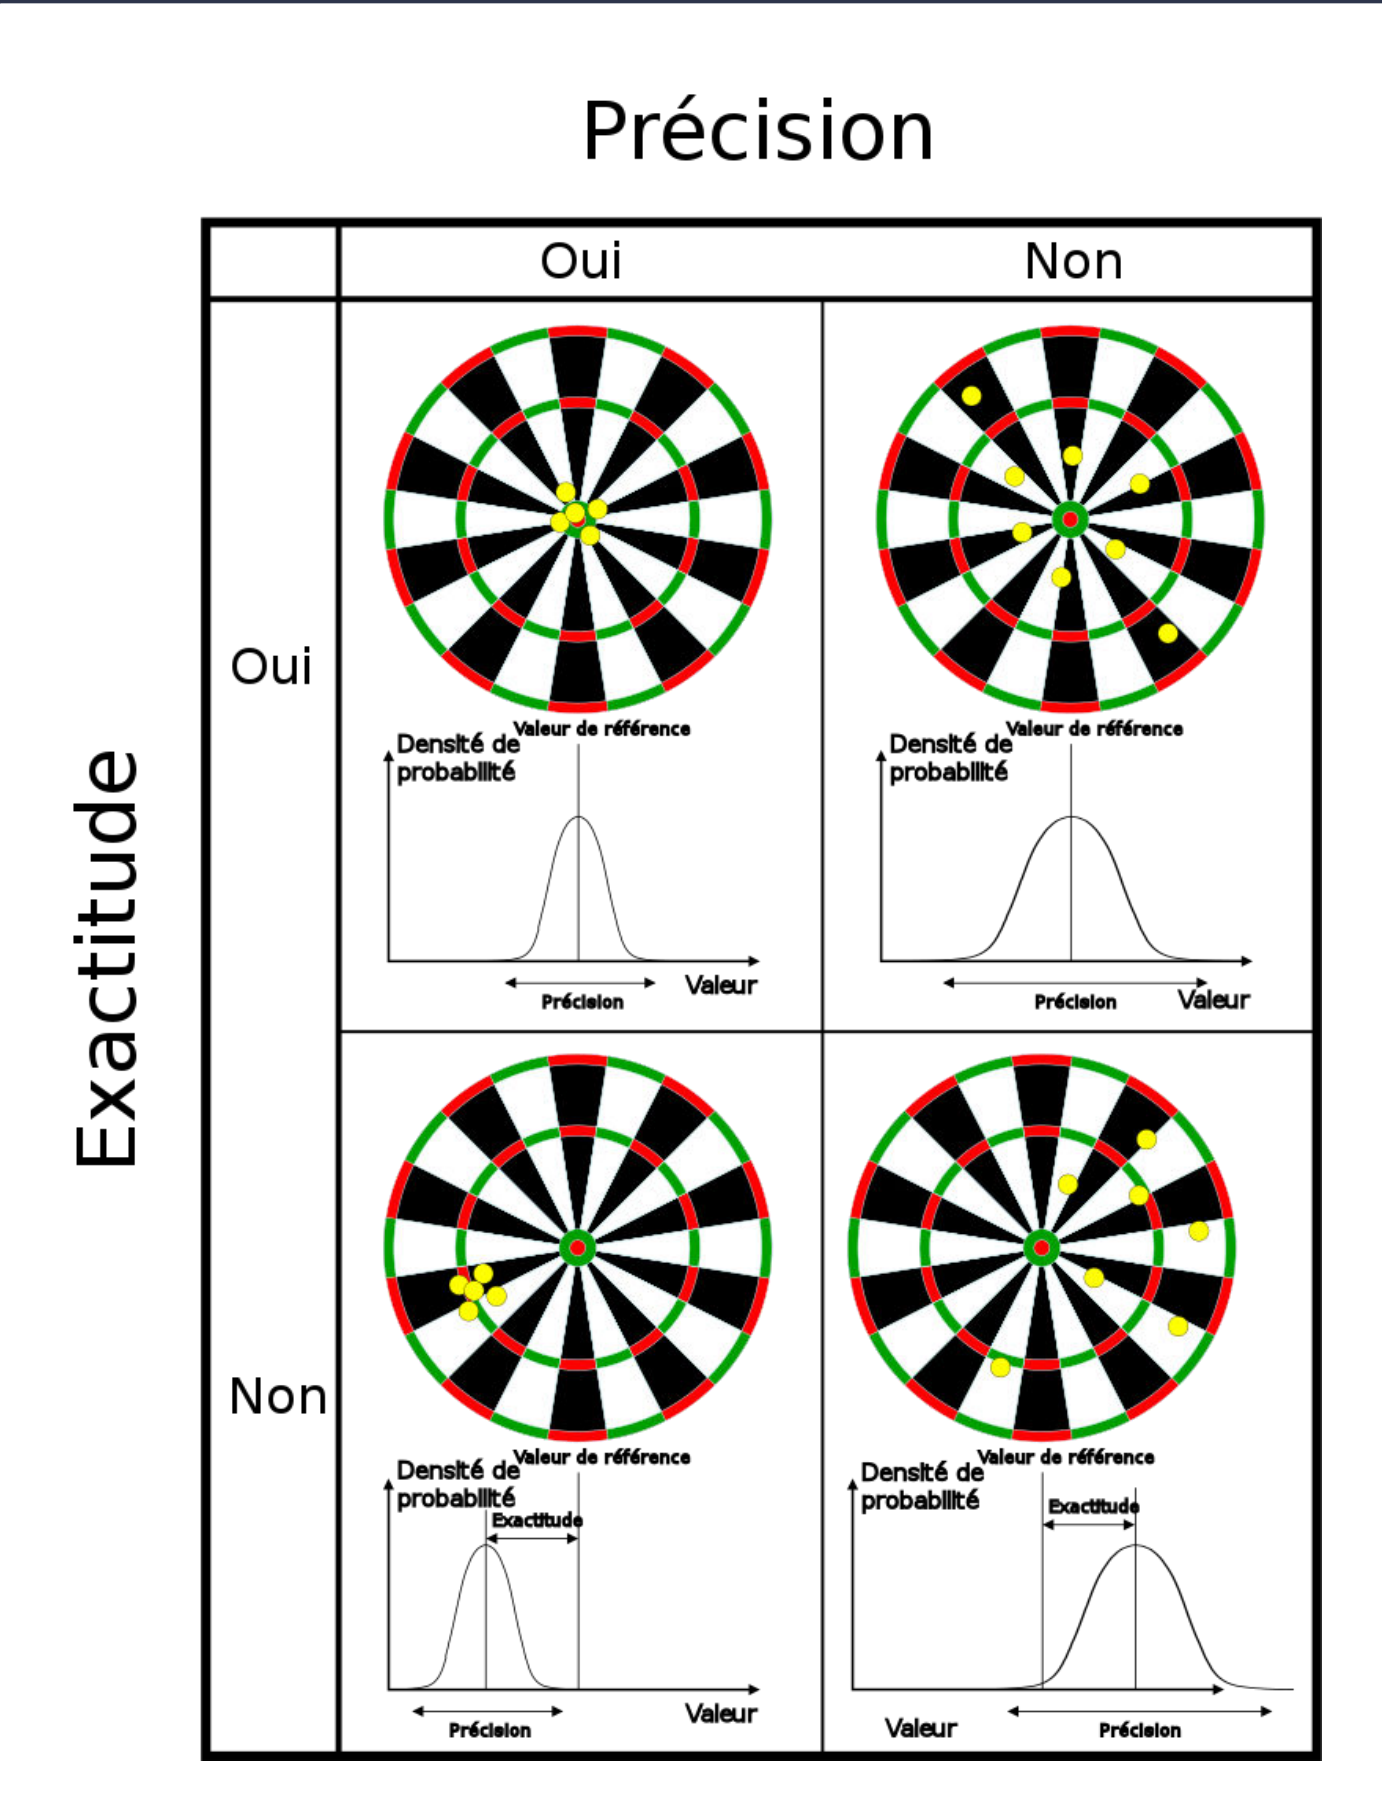 Précision
Oui
Non
Exactitude
Oui
Valeur de référence
Densité de
probabilité
Précision
Valeur
Valeur de référence
Densité de
probabilité
Précision
Valeur
Non
Valeur de référence
Densité de
probabilité
Exactitude
Précision
Valeur
Valeur de référence
Densité de
probabilité
Exactitude
Valeur
Précision